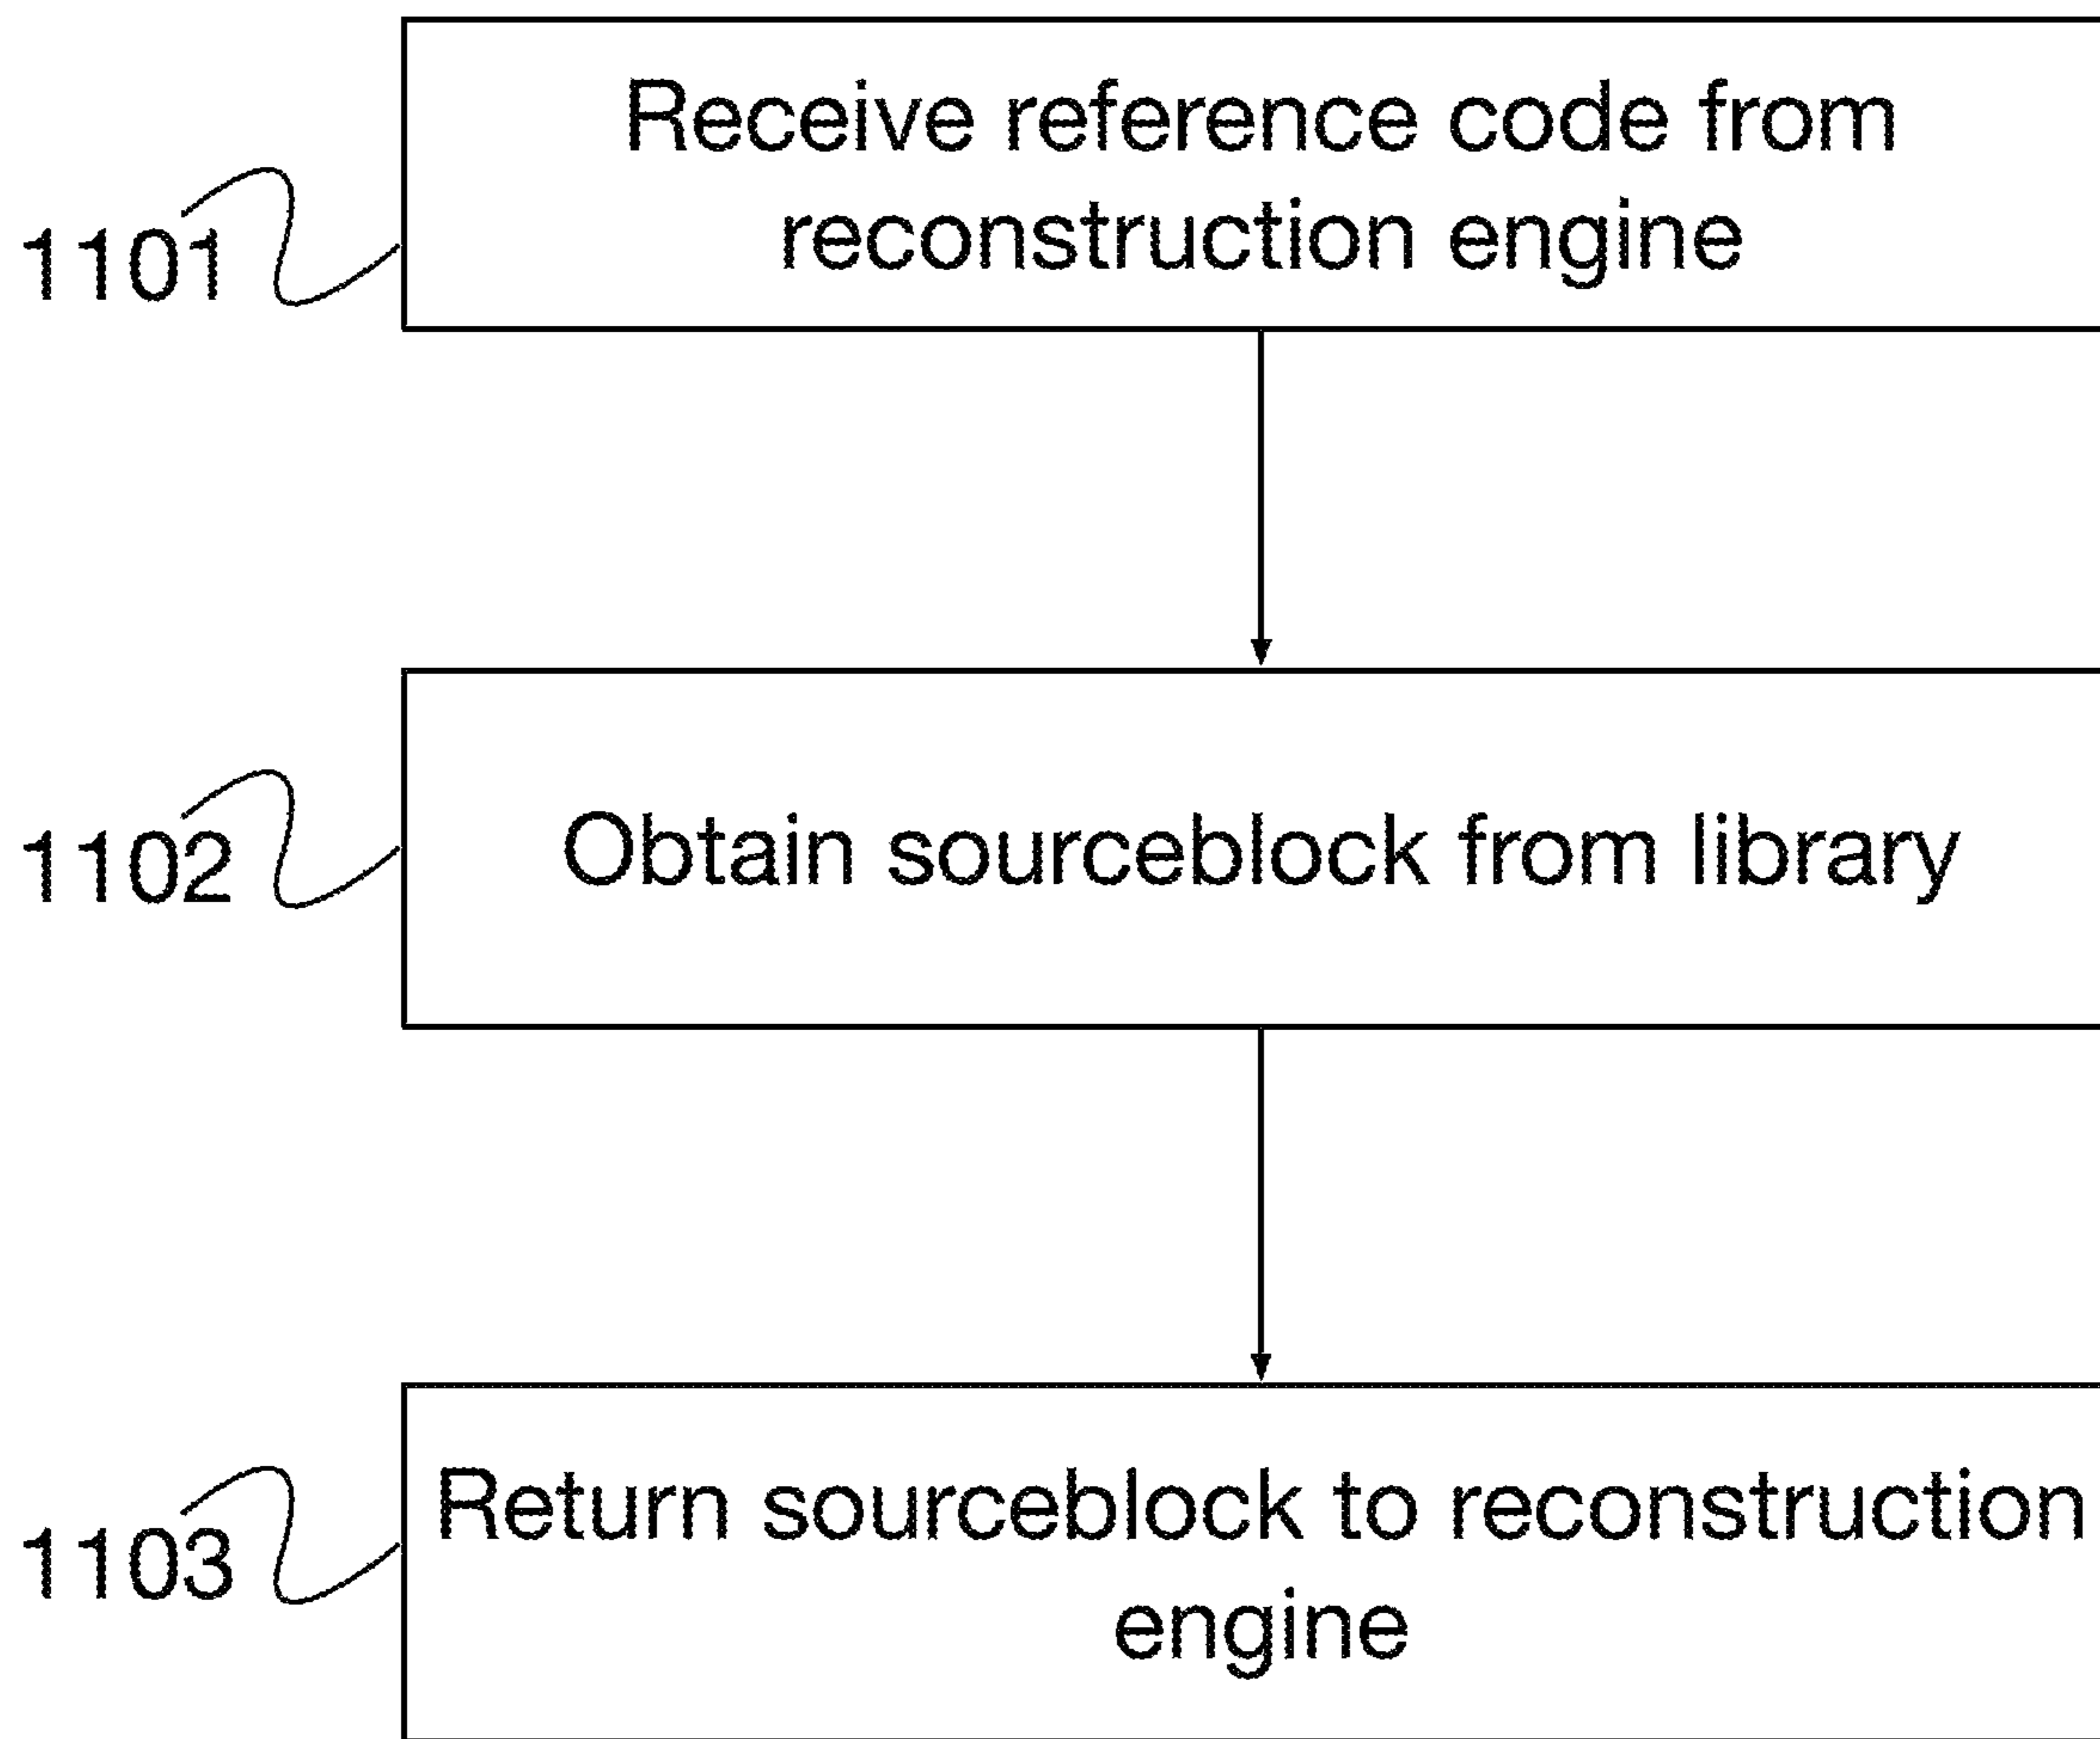 Receive reference code from
reconstruction engine
1101
Obtain sourceblock from library
1102
Return sourceblock to reconstruction
engine
1103